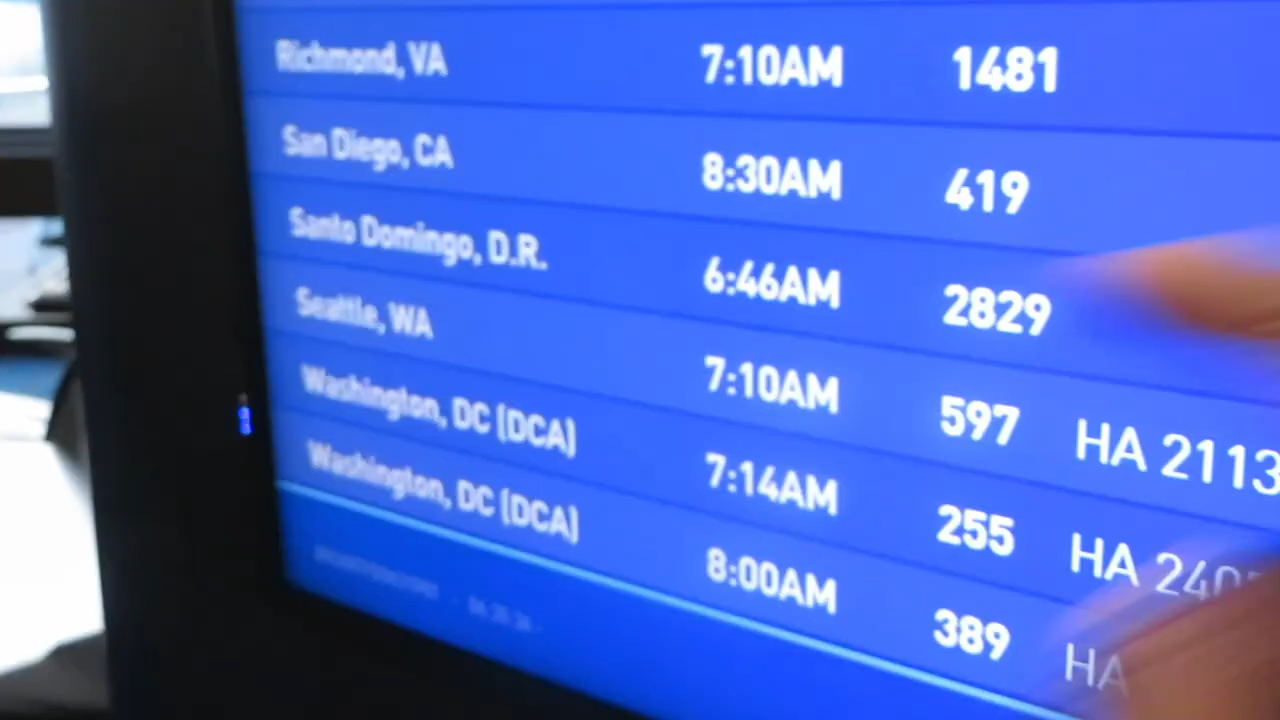 Richmond, VA 7:10AM 1481
San Diego, CA 8:30AM 419
Santo Domingo, D.R. 6:46AM 2829
Seattle, WA 7:10AM 597 HA 2113
Washington, DC (DCA) 7:14AM 255 HA
Washington, DC (DCA) 8:00AM 389 HA